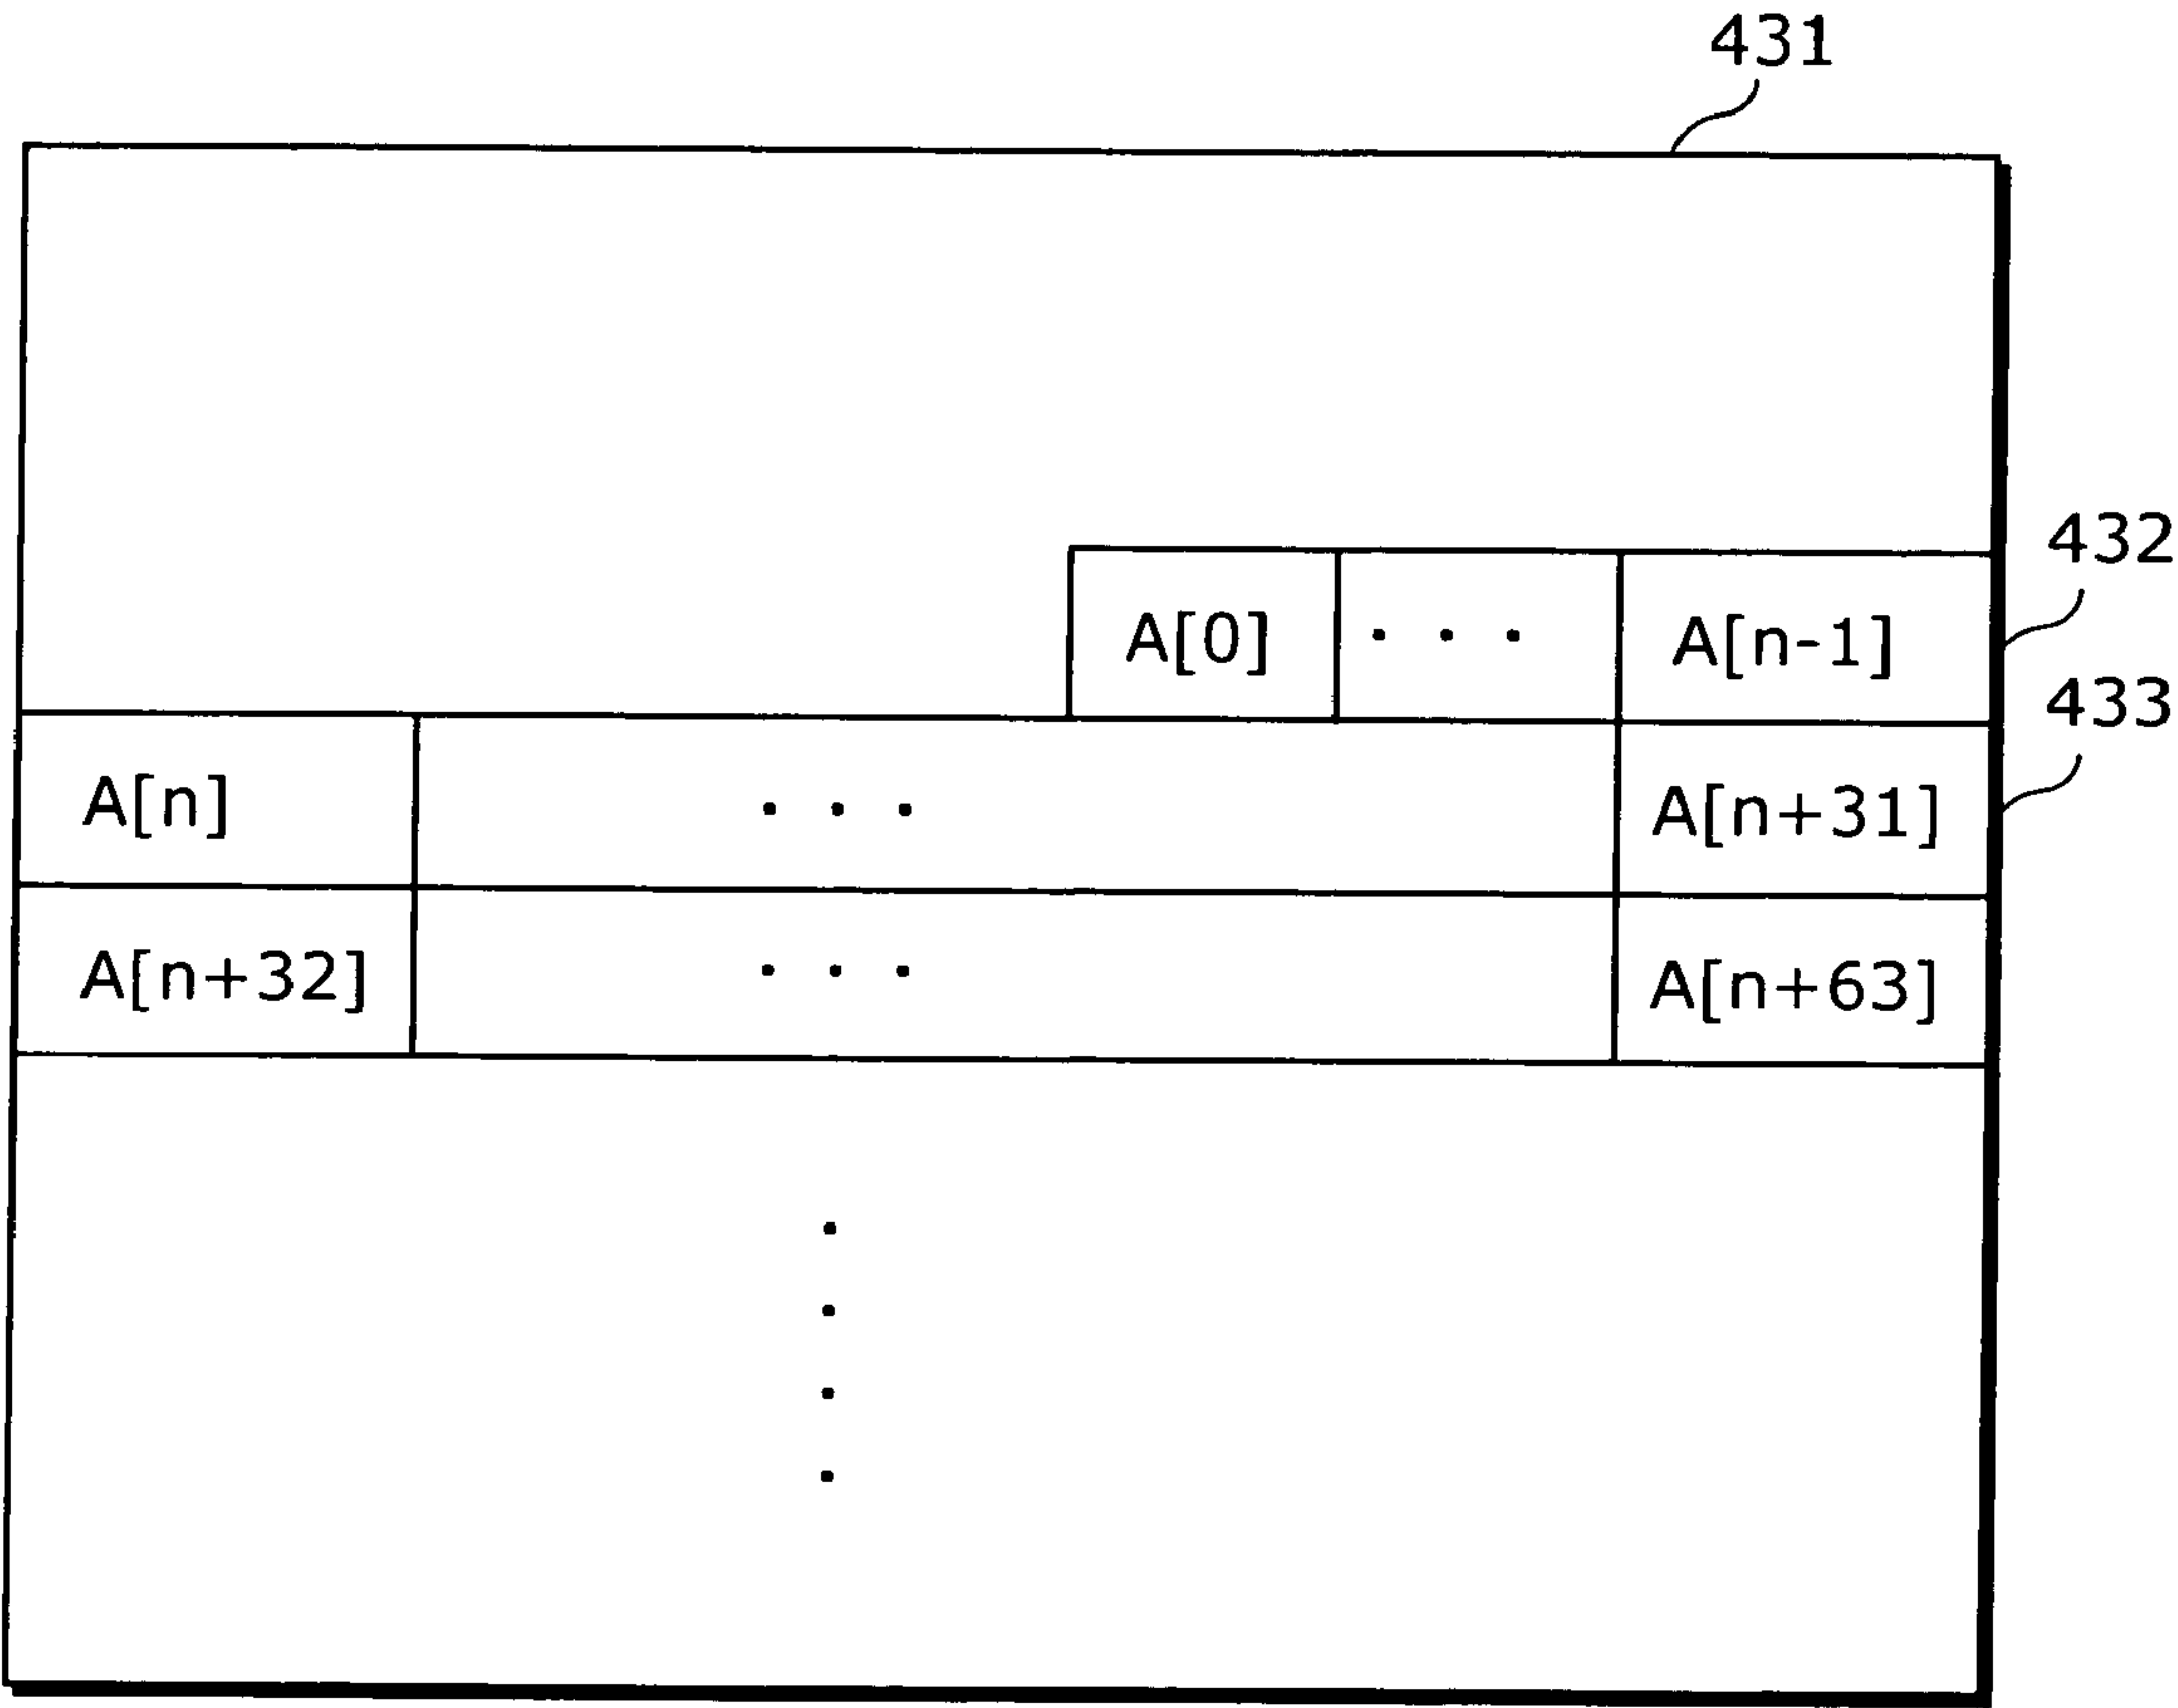 431
432
A[0] · · · A[n-1]
433
A[n] · · · A[n+31]
A[n+32] · · · A[n+63]